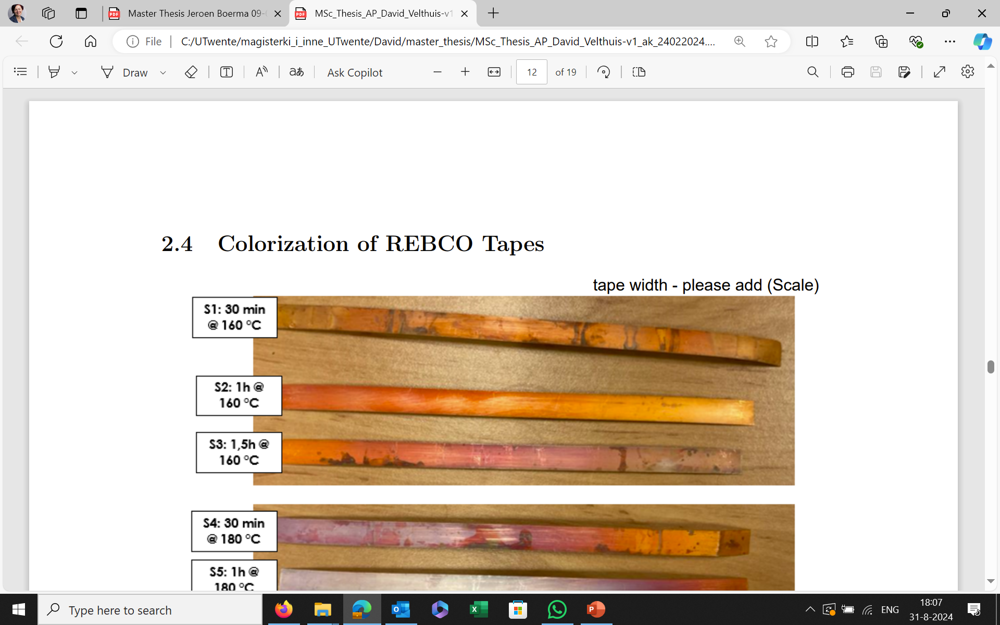 Master Thesis Jeroen Boerma 09-
MSc_Thesis_AP_David_Velthuis-v1
File
C:/UTwente/magisterki_i_inne_UTwente/David/master_thesis/MSc_Thesis_AP_David_Velthuis-v1_ak_24022024....
Draw
aあ
Ask Copilot
12
of 19
2.4 Colorization of REBCO Tapes
tape width - please add (Scale)
S1: 30 min
@ 160 °C
S2: 1h @
160 °C
S3: 1,5h @
160 °C
S4: 30 min
@ 180 °C
S5: 1h @
180 °C
Type here to search
ENG
18:07
31-8-2024